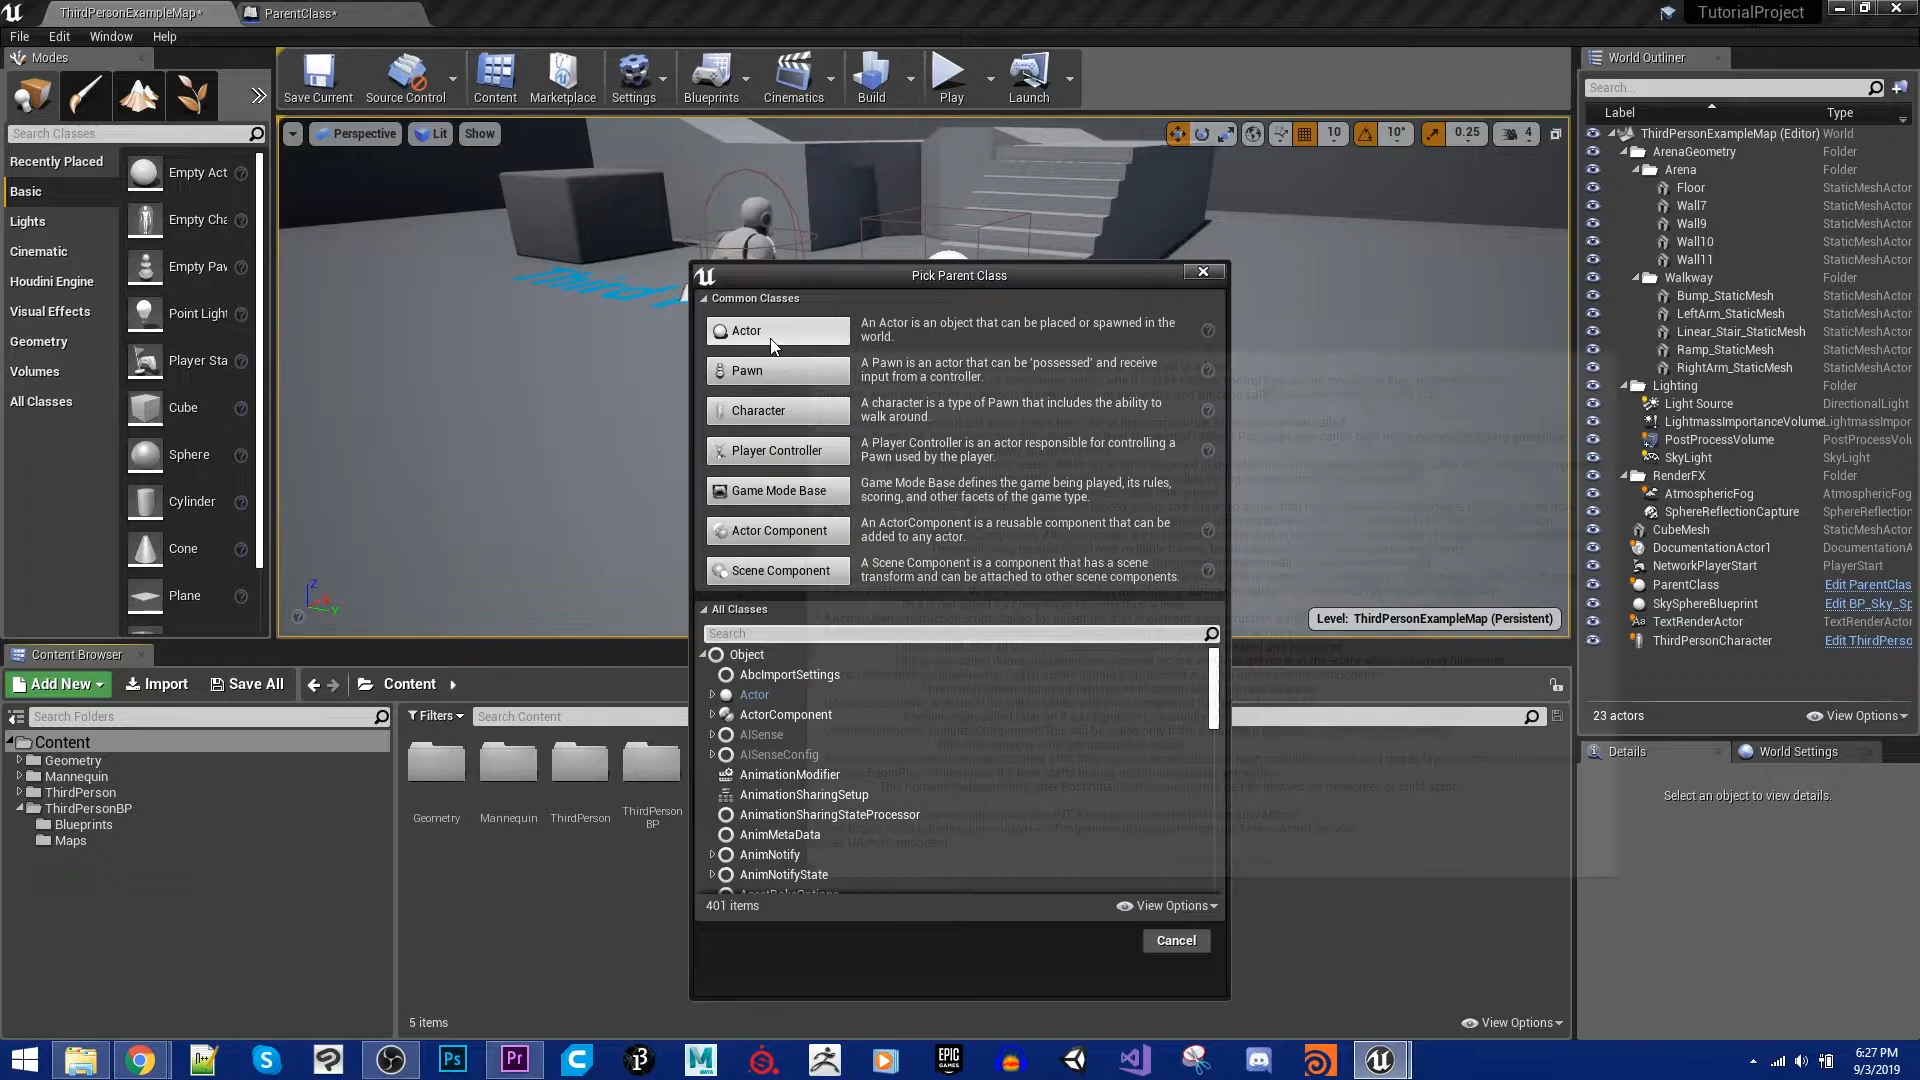 ThirdPersonExampleMap*
ParentClass*
TutorialProject
File Edit Window Help
Modes
Search Classes
Recently Placed
Basic
Lights
Cinematic
Houdini Engine
Visual Effects
Geometry
Volumes
All Classes
Empty Act
Empty Cha
Empty Pav
Point Light
Player Sta
Cube
Sphere
Cylinder
Cone
Plane
Save Current
Source Control
Content
Marketplace
Settings
Blueprints
Cinematics
Build
Play
Launch
Perspective
Lit
Show
10
10°
0.25
4
Third
Level: ThirdPersonExampleMap (Persistent)
Pick Parent Class
Common Classes
Actor
An Actor is an object that can be placed or spawned in the
world.
Pawn
A Pawn is an actor that can be 'possessed' and receive
input from a controller.
Character
A character is a type of Pawn that includes the ability to
walk around.
Player Controller
A Player Controller is an actor responsible for controlling a
Pawn used by the player.
Game Mode Base
Game Mode Base defines the game being played, its rules,
scoring, and other facets of the game type.
Actor Component
An ActorComponent is a reusable component that can be
added to any actor.
Scene Component
A Scene Component is a component that has a scene
transform and can be attached to other scene components.
All Classes
Search
Object
AbcImportSettings
Actor
ActorComponent
AISense
AISenseConfig
AnimationModifier
AnimationSharingSetup
AnimationSharingStateProcessor
AnimMetaData
AnimNotify
AnimNotifyState
401 items
View Options
Cancel
World Outliner
Search...
Label Type
ThirdPersonExampleMap (Editor) World
ArenaGeometry Folder
Arena Folder
Floor StaticMeshActor
Wall7 StaticMeshActor
Wall9 StaticMeshActor
Wall10 StaticMeshActor
Wall11 StaticMeshActor
Walkway Folder
Bump_StaticMesh StaticMeshActor
LeftArm_StaticMesh StaticMeshActor
Linear_Stair_StaticMesh StaticMeshActor
Ramp_StaticMesh StaticMeshActor
RightArm_StaticMesh StaticMeshActor
Lighting Folder
Light Source DirectionalLight
LightmassImportanceVolume LightmassImpor
PostProcessVolume PostProcessVolu
SkyLight SkyLight
RenderFX Folder
AtmosphericFog AtmosphericFog
SphereReflectionCapture SphereReflection
CubeMesh StaticMeshActor
DocumentationActor1 DocumentationA
NetworkPlayerStart PlayerStart
ParentClass Edit ParentClas
SkySphereBlueprint Edit BP_Sky_Sp
TextRenderActor TextRenderActor
ThirdPersonCharacter Edit ThirdPerso
23 actors
View Options
Details
World Settings
Select an object to view details.
Content Browser
Add New
Import
Save All
Content
Search Folders
Content
Geometry
Mannequin
ThirdPerson
ThirdPersonBP
Blueprints
Maps
Filters
Search Content
Geometry
Mannequin
ThirdPerson
ThirdPerson
BP
5 items
View Options
Ps
Pr
EPIC
GAMES
6:27 PM
9/3/2019